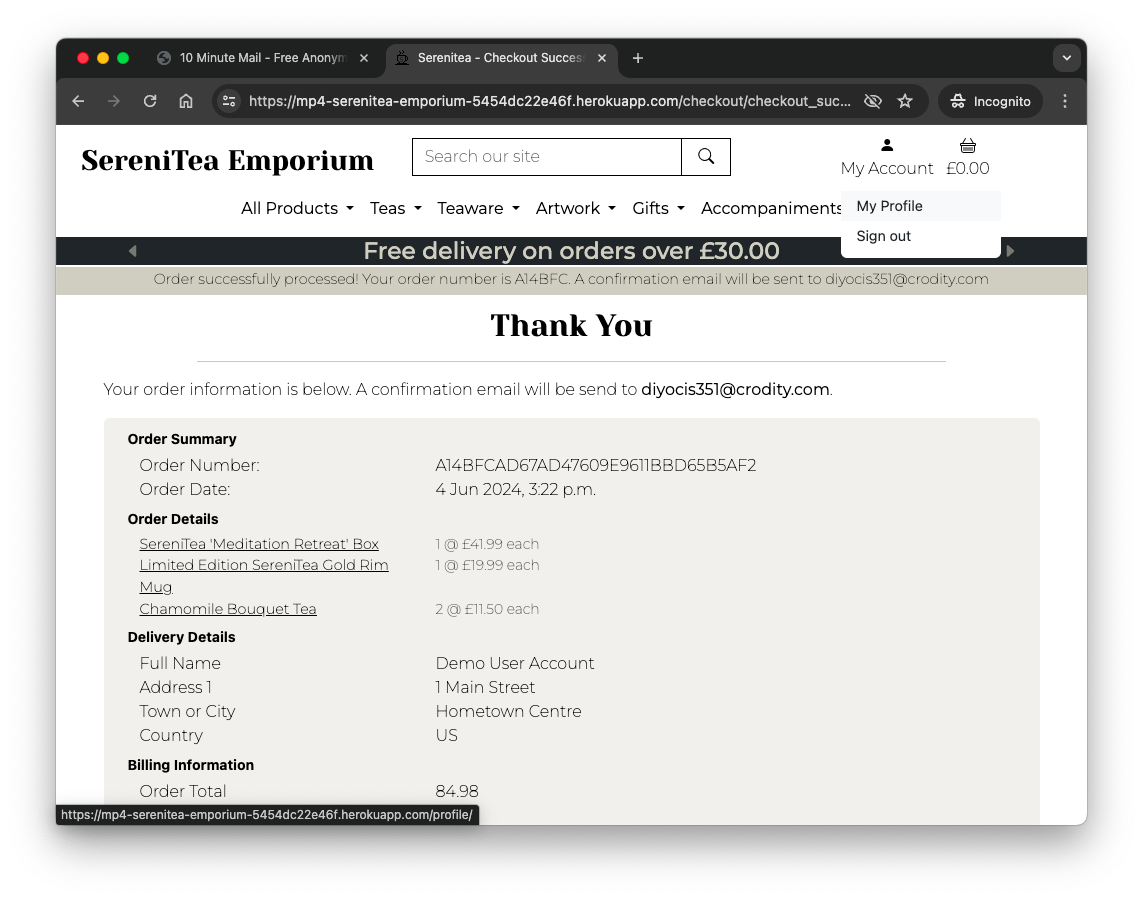 10 Minute Mail - Free Anonym
Serenitea - Checkout Success
https://mp4-serenitea-emporium-5454dc22e46f.herokuapp.com/checkout/checkout_suc...
Incognito
SereniTea Emporium
Search our site
My Account
£0.00
All Products
Teas
Teaware
Artwork
Gifts
Accompaniments
My Profile
Sign out
Free delivery on orders over £30.00
Order successfully processed! Your order number is A14BFC. A confirmation email will be sent to diyocis351@crodity.com
Thank You
Your order information is below. A confirmation email will be send to diyocis351@crodity.com.
Order Summary
Order Number: A14BFCAD67AD47609E9611BBD65B5AF2
Order Date: 4 Jun 2024, 3:22 p.m.
Order Details
SereniTea 'Meditation Retreat' Box 1 @ £41.99 each
Limited Edition SereniTea Gold Rim 1 @ £19.99 each
Mug
Chamomile Bouquet Tea 2 @ £11.50 each
Delivery Details
Full Name Demo User Account
Address 1 1 Main Street
Town or City Hometown Centre
Country US
Billing Information
Order Total 84.98
https://mp4-serenitea-emporium-5454dc22e46f.herokuapp.com/profile/